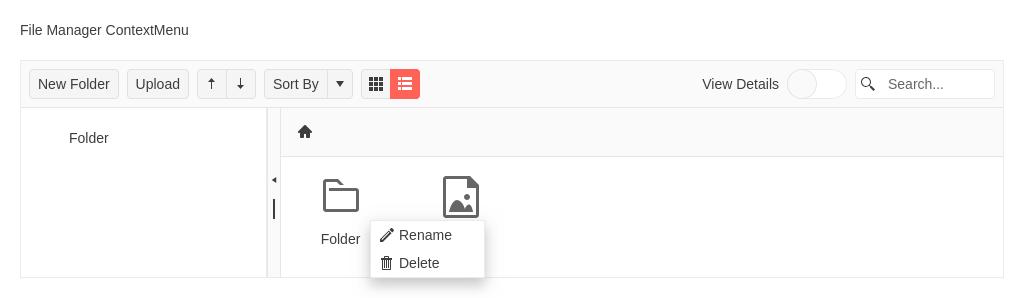 File Manager ContextMenu
New Folder
Upload
Sort By
View Details
Search...
Folder
Folder
Rename
Delete